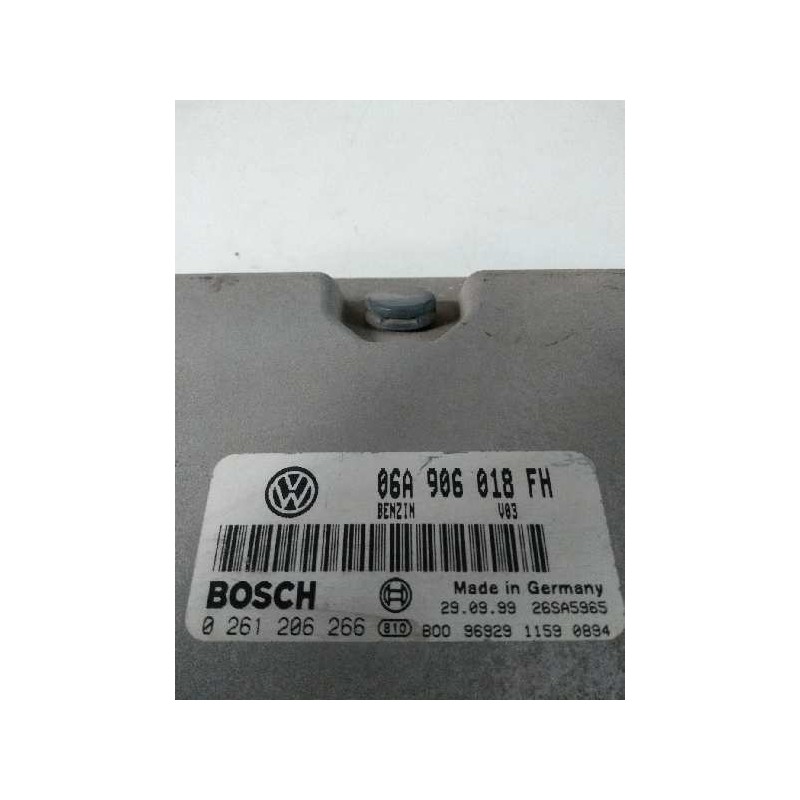 06A 906 018 FH
BENZIN V03
BOSCH Made in Germany
29.09.99 26SA5965
0 261 206 266 810 B00 96929 1159 0894